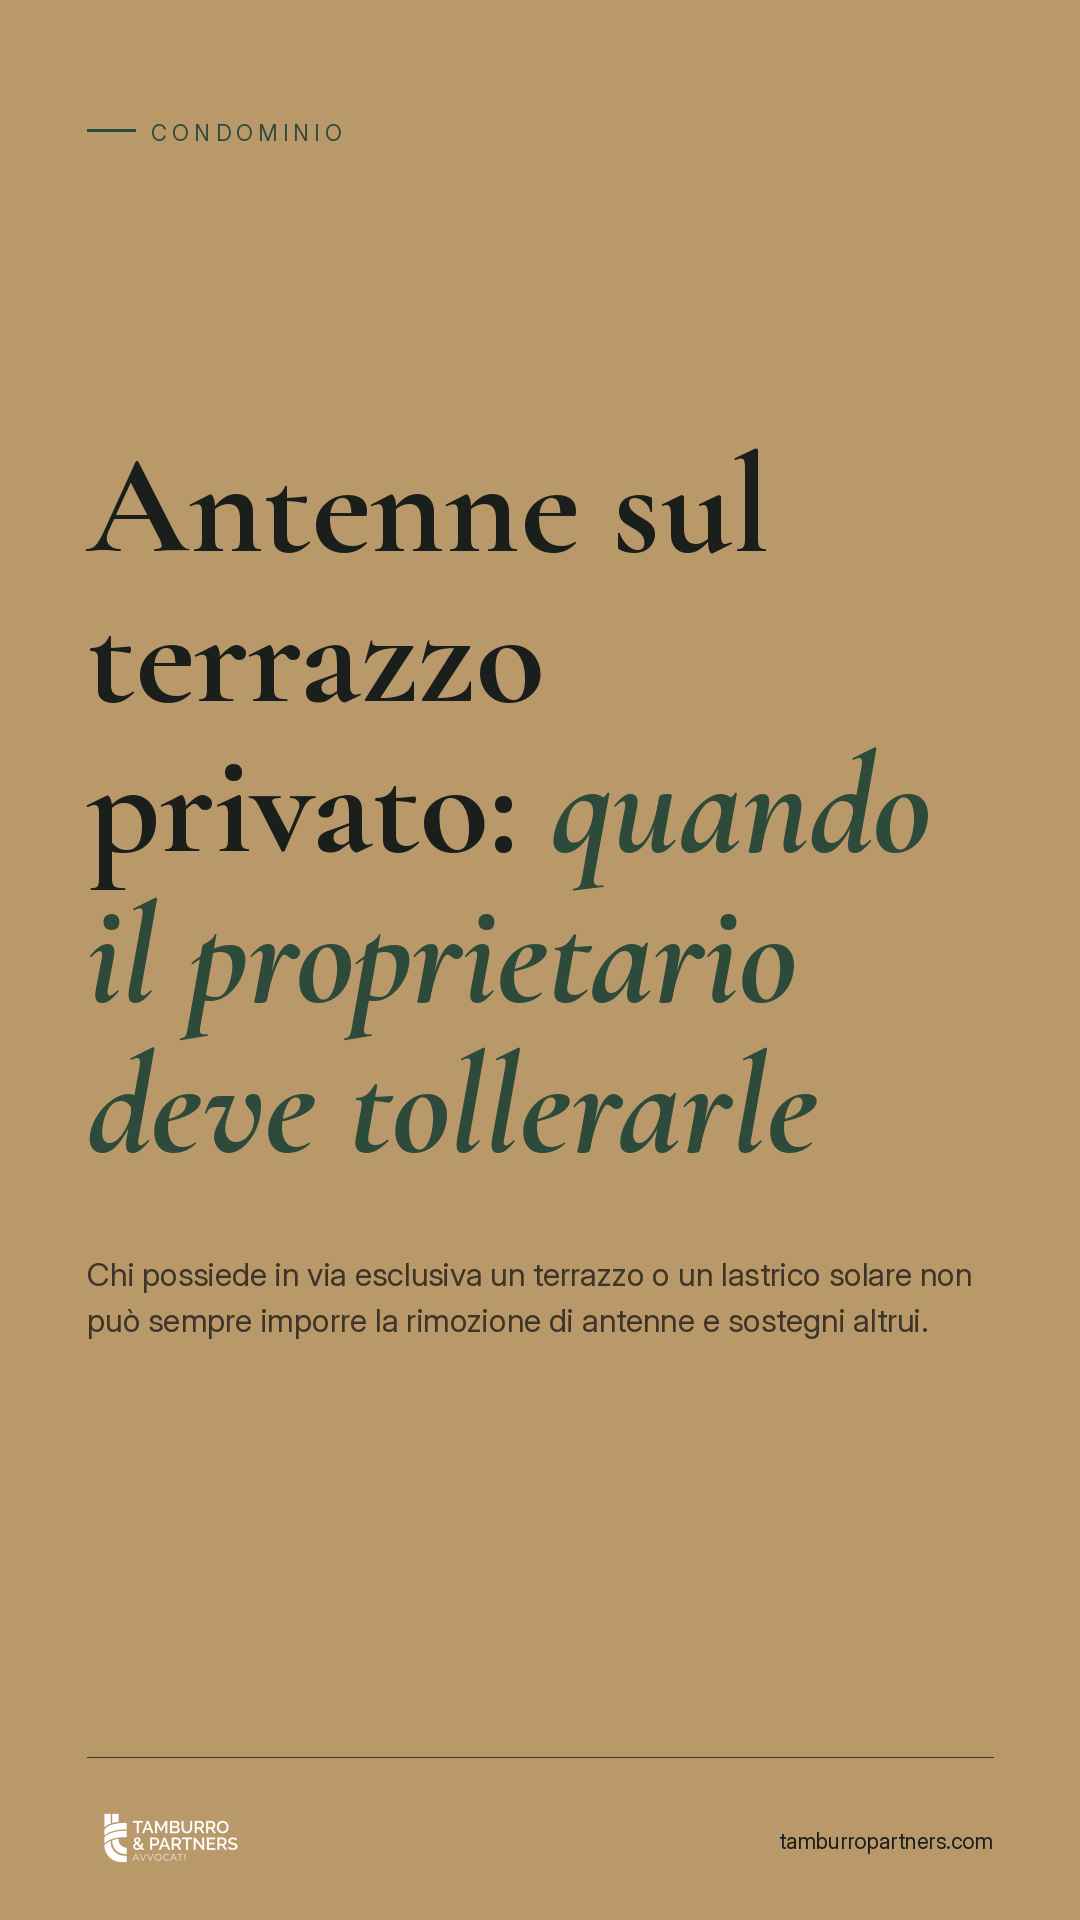 CONDOMINIO
Antenne sul
terrazzo
privato: quando
il proprietario
deve tollerarle
Chi possiede in via esclusiva un terrazzo o un lastrico solare non
può sempre imporre la rimozione di antenne e sostegni altrui.
TAMBURRO
& PARTNERS
AVVOCATI
tamburropartners.com